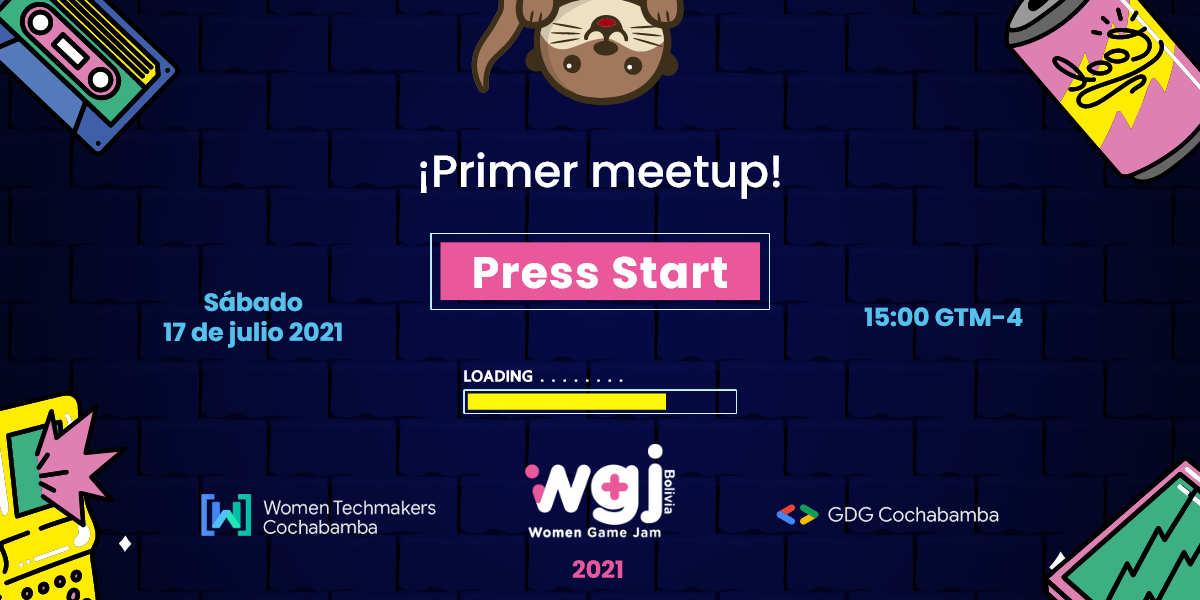 ¡Primer meetup!
Press Start
Sábado
17 de julio 2021
15:00 GTM-4
LOADING ........
Women Techmakers
Cochabamba
wgj
Bolivia
Women Game Jam
2021
GDG Cochabamba